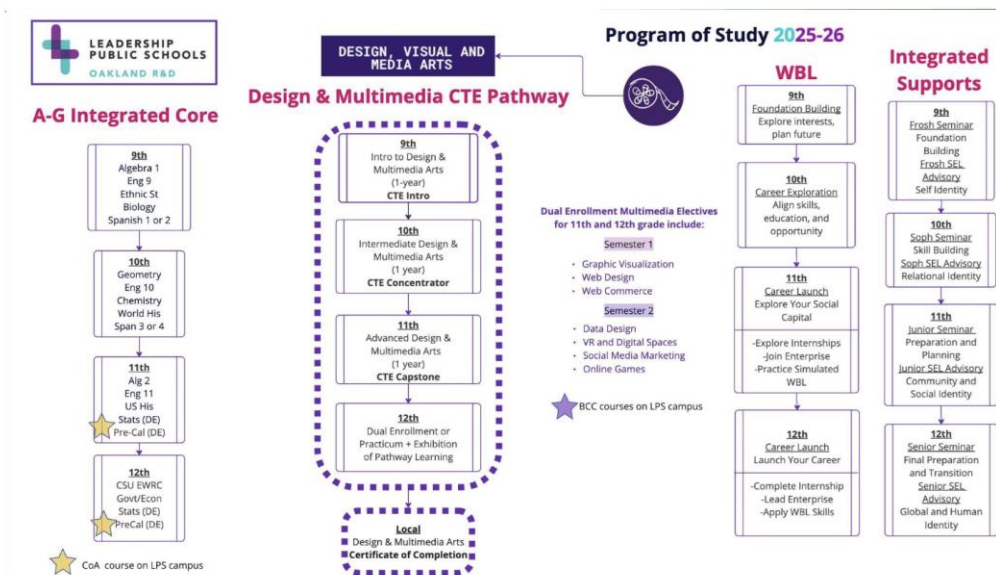 LEADERSHIP
PUBLIC SCHOOLS
OAKLAND R&D
A-G Integrated Core
9th
Algebra 1
Eng 9
Ethnic St
Biology
Spanish 1 or 2
10th
Geometry
Eng 10
Chemistry
World His
Span 3 or 4
11th
Alg 2
Eng 11
US His
Stats (DE)
Pre-Cal (DE)
12th
CSU EWRC
Govt/Econ
Stats (DE)
PreCal (DE)
CoA course on LPS campus
DESIGN, VISUAL AND
MEDIA ARTS
Design & Multimedia CTE Pathway
9th
Intro to Design &
Multimedia Arts
(1-year)
CTE Intro
10th
Intermediate Design &
Multimedia Arts
(1 year)
CTE Concentrator
11th
Advanced Design &
Multimedia Arts
(1 year)
CTE Capstone
12th
Dual Enrollment or
Practicum + Exhibition
of Pathway Learning
Local
Design & Multimedia Arts
Certificate of Completion
Program of Study 2025-26
Dual Enrollment Multimedia Electives
for 11th and 12th grade include:
Semester 1
• Graphic Visualization
• Web Design
• Web Commerce
Semester 2
• Data Design
• VR and Digital Spaces
• Social Media Marketing
• Online Games
BCC courses on LPS campus
WBL
9th
Foundation Building
Explore interests,
plan future
10th
Career Exploration
Align skills,
education, and
opportunity
11th
Career Launch
Explore Your Social
Capital
-Explore Internships
-Join Enterprise
-Practice Simulated
WBL
12th
Career Launch
Launch Your Career
-Complete Internship
-Lead Enterprise
-Apply WBL Skills
Integrated
Supports
9th
Frosh Seminar
Foundation
Building
Frosh SEL
Advisory
Self Identity
10th
Soph Seminar
Skill Building
Soph SEL Advisory
Relational Identity
11th
Junior Seminar
Preparation and
Planning
Junior SEL Advisory
Community and
Social Identity
12th
Senior Seminar
Final Preparation
and Transition
Senior SEL
Advisory
Global and Human
Identity